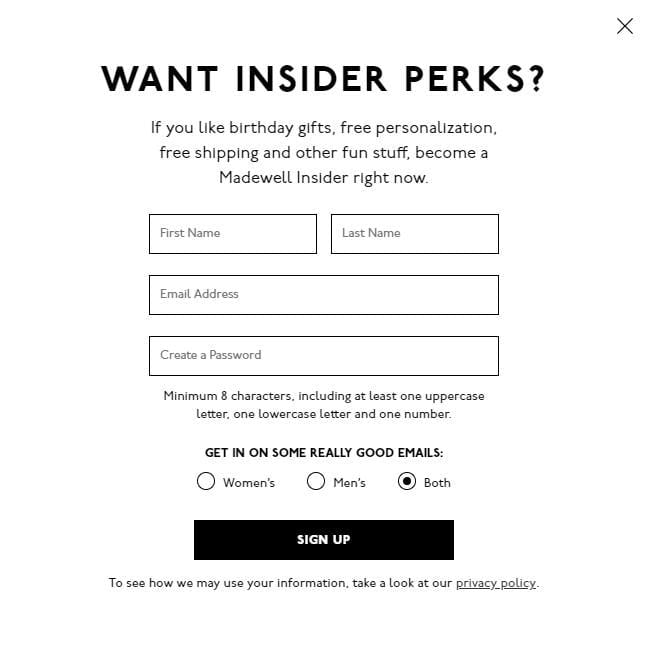 WANT INSIDER PERKS?
If you like birthday gifts, free personalization,
free shipping and other fun stuff, become a
Madewell Insider right now.
First Name Last Name
Email Address
Create a Password
Minimum 8 characters, including at least one uppercase
letter, one lowercase letter and one number.
GET IN ON SOME REALLY GOOD EMAILS:
Women's Men's Both
SIGN UP
To see how we may use your information, take a look at our privacy policy.